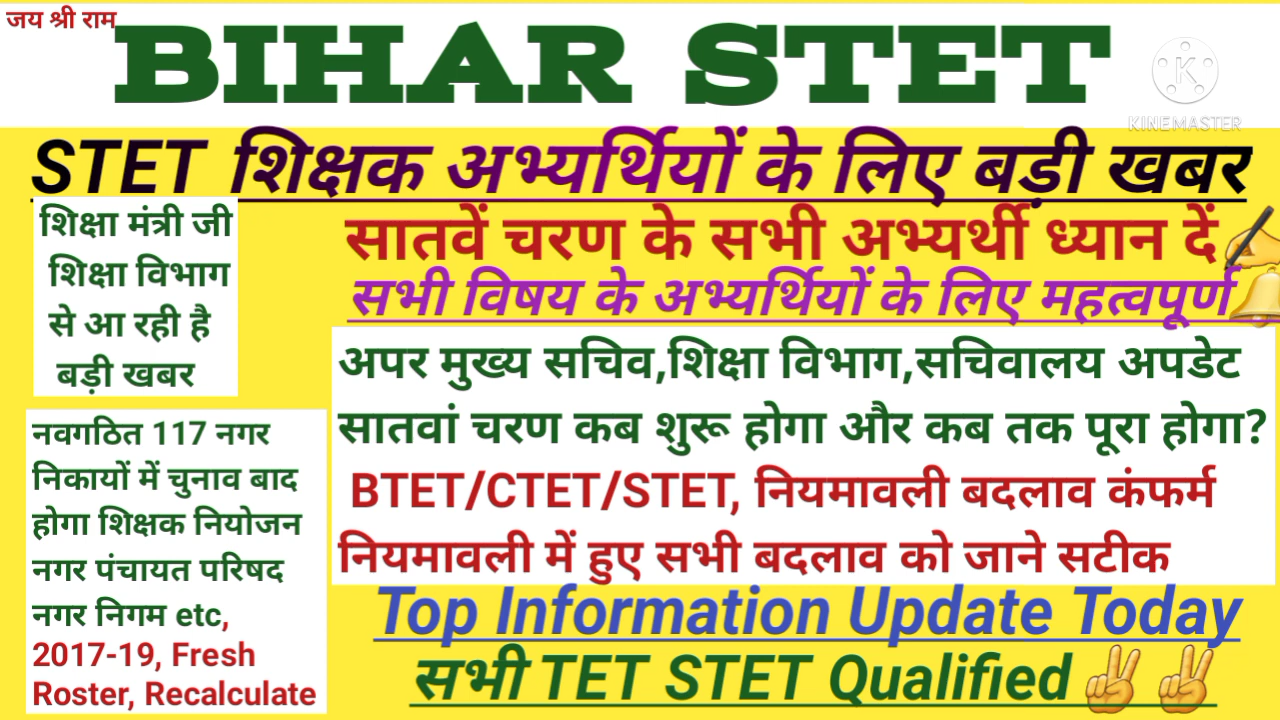 जय श्री राम
BIHAR STET
KINEMASTER
STET शिक्षक अभ्यर्थियों के लिए बड़ी खबर
शिक्षा मंत्री जी
शिक्षा विभाग
से आ रही है
बड़ी खबर
सातवें चरण के सभी अभ्यर्थी ध्यान दें
सभी विषय के अभ्यर्थियों के लिए महत्वपूर्ण
अपर मुख्य सचिव,शिक्षा विभाग,सचिवालय अपडेट
सातवां चरण कब शुरू होगा और कब तक पूरा होगा?
BTET/CTET/STET, नियमावली बदलाव कंफर्म
नियमावली में हुए सभी बदलाव को जाने सटीक
नवगठित 117 नगर
निकायों में चुनाव बाद
होगा शिक्षक नियोजन
नगर पंचायत परिषद
नगर निगम etc,
2017-19, Fresh
Roster, Recalculate
Top Information Update Today
सभी TET STET Qualified✌✌